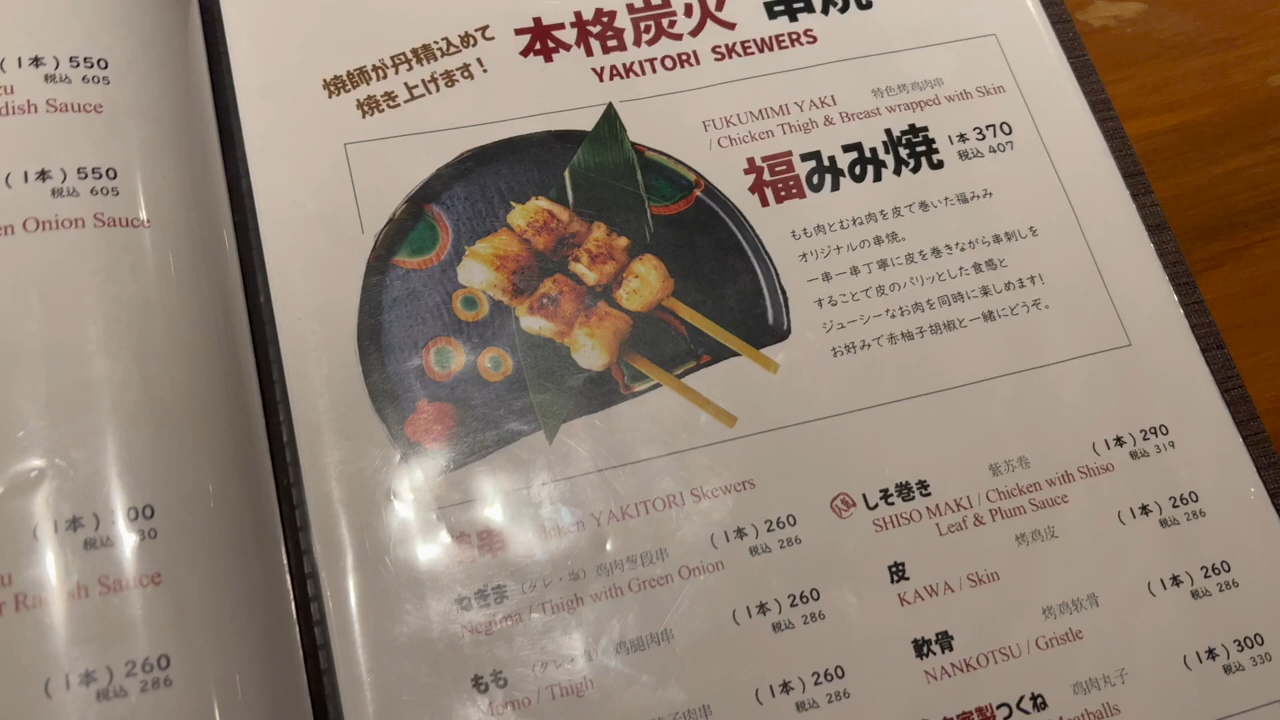 (1本) 550
税込 605
dish Sauce
(1本) 550
税込 605
en Onion Sauce
00
30
r Radish Sauce
(1本) 260
税込 286
焼師が丹精込めて
焼き上げます!
本格炭火 串焼
YAKITORI SKEWERS
FUKUMIMI YAKI 特色烤鸡肉串
/ Chicken Thigh & Breast wrapped with Skin
福みみ焼 1本 370
税込 407
もも肉とむね肉を皮で巻いた福みみ
オリジナルの串焼。
一串一串丁寧に皮を巻きながら串刺しを
することで皮のパリッとした食感と
ジューシーなお肉を同時に楽しめます!
お好みで赤柚子胡椒と一緒にどうぞ。
YAKITORI Skewers
(1本) 260
税込 286
ねぎま (タレ・塩) 鸡肉葱段串
Negima / Thigh with Green Onion
(1本) 260
税込 286
もも (タレ・塩) 鸡腿肉串
Momo / Thigh
(1本) 260
税込 286
しそ巻き 紫苏卷 (1本) 290
税込 319
SHISO MAKI / Chicken with Shiso
Leaf & Plum Sauce
皮 烤鸡皮 (1本) 260
税込 286
KAWA / Skin
軟骨 烤鸡软骨 (1本) 260
税込 286
NANKOTSU / Gristle
自家製つくね 鸡肉丸子 (1本) 300
税込 330
Meatballs